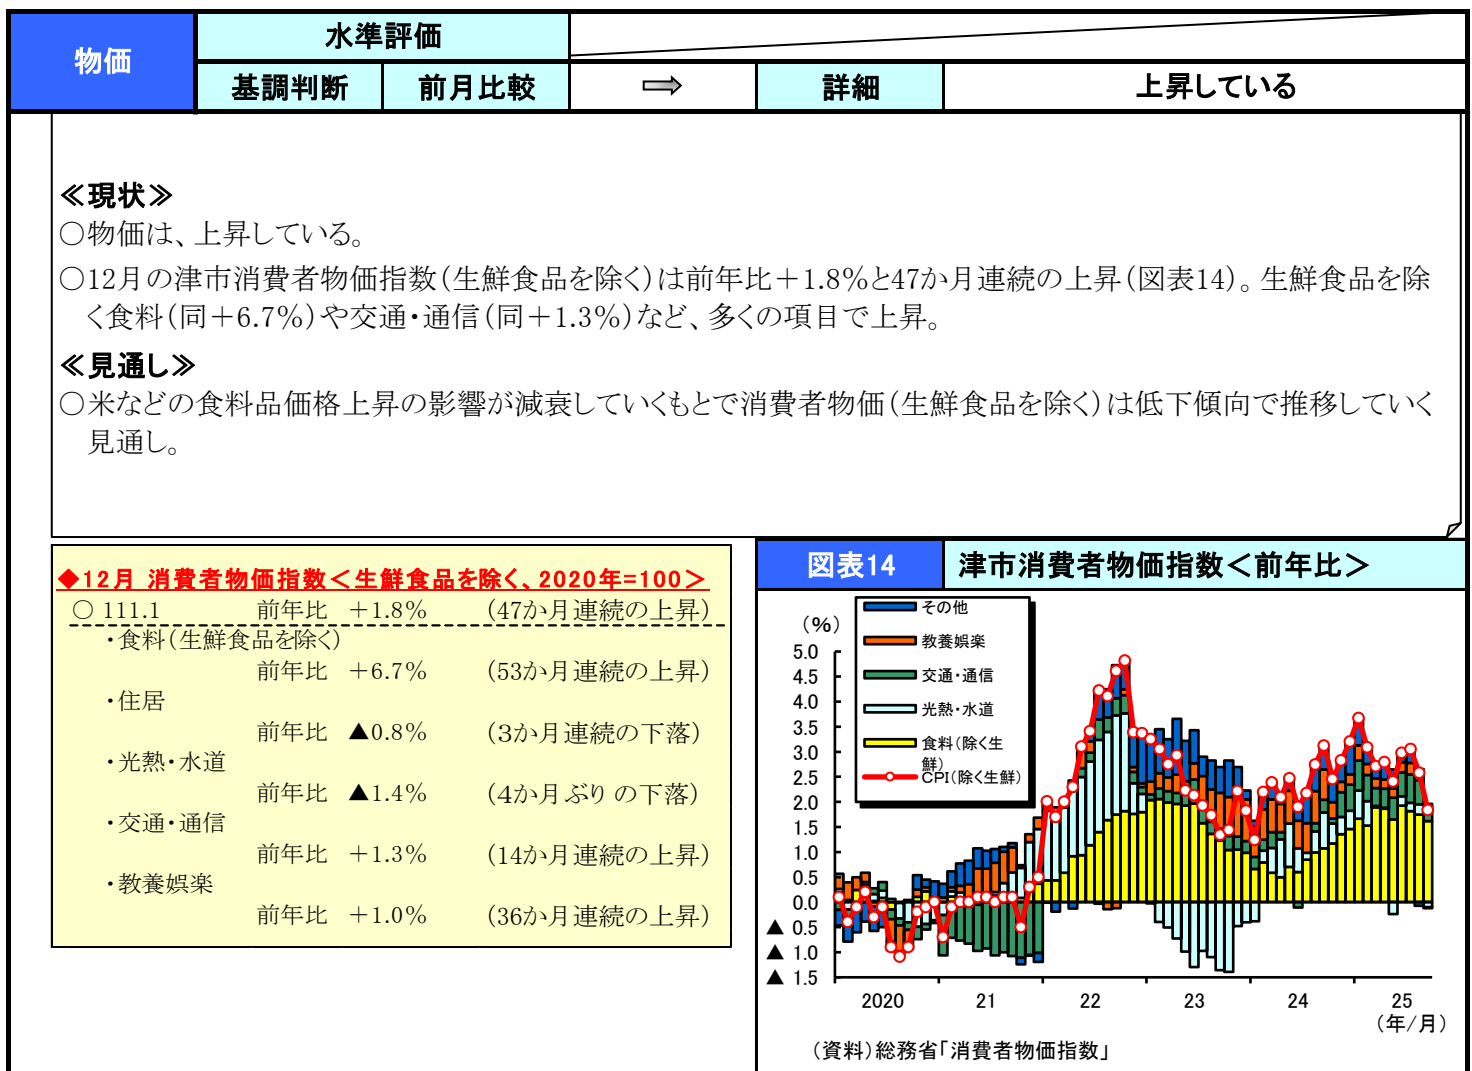 物価
水準評価
基調判断 前月比較 ⇨ 詳細 上昇している
≪現状≫
○物価は、上昇している。
○12月の津市消費者物価指数(生鮮食品を除く)は前年比+1.8%と47か月連続の上昇(図表14)。生鮮食品を除
く食料(同+6.7%)や交通・通信(同+1.3%)など、多くの項目で上昇。
≪見通し≫
○米などの食料品価格上昇の影響が減衰していくもとで消費者物価(生鮮食品を除く)は低下傾向で推移していく
見通し。
◆12月 消費者物価指数<生鮮食品を除く、2020年=100>
○ 111.1 前年比 +1.8% (47か月連続の上昇)
・食料(生鮮食品を除く)
前年比 +6.7% (53か月連続の上昇)
・住居
前年比 ▲0.8% (3か月連続の下落)
・光熱・水道
前年比 ▲1.4% (4か月ぶりの下落)
・交通・通信
前年比 +1.3% (14か月連続の上昇)
・教養娯楽
前年比 +1.0% (36か月連続の上昇)
図表14 津市消費者物価指数<前年比>
(%)
5.0
4.5
4.0
3.5
3.0
2.5
2.0
1.5
1.0
0.5
0.0
▲ 0.5
▲ 1.0
▲ 1.5
その他
教養娯楽
交通・通信
光熱・水道
食料(除く生
鮮)
CPI(除く生鮮)
2020 21 22 23 24 25
(年/月)
(資料)総務省「消費者物価指数」